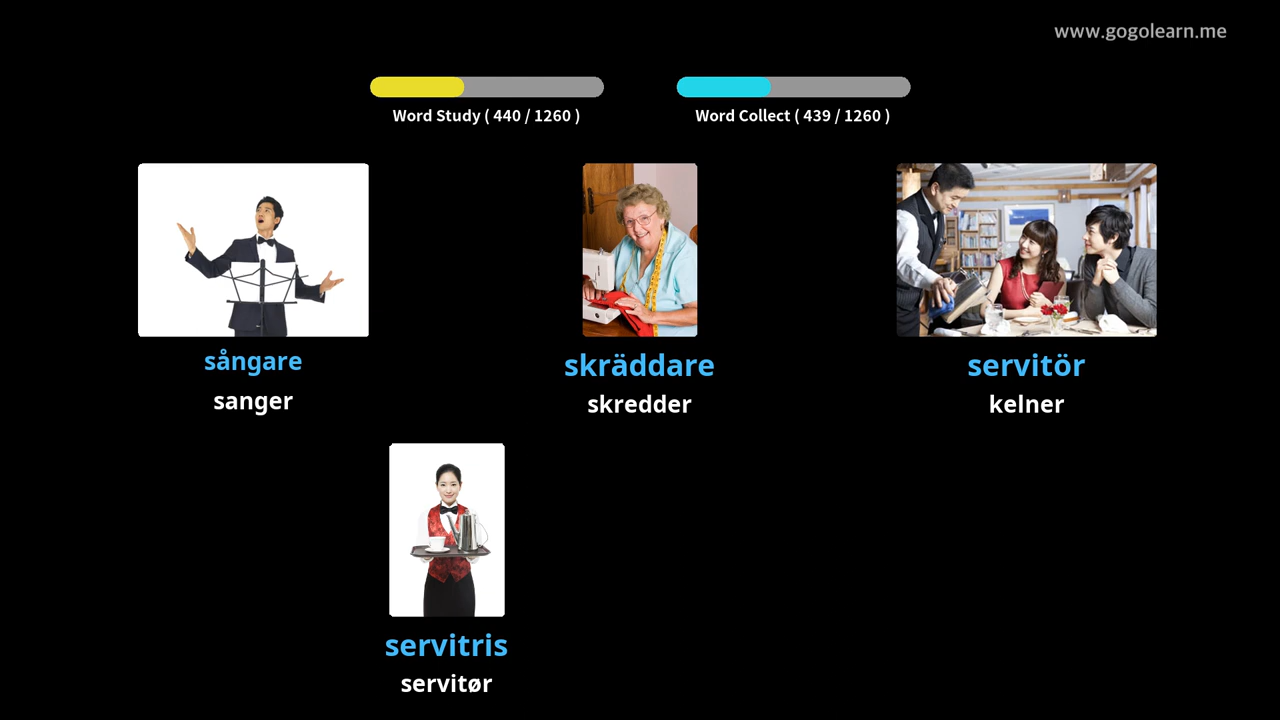 www.gogolearn.me
Word Study ( 440 / 1260 )
Word Collect ( 439 / 1260 )
sångare
skräddare
servitör
sanger
skredder
kelner
servitris
servitør